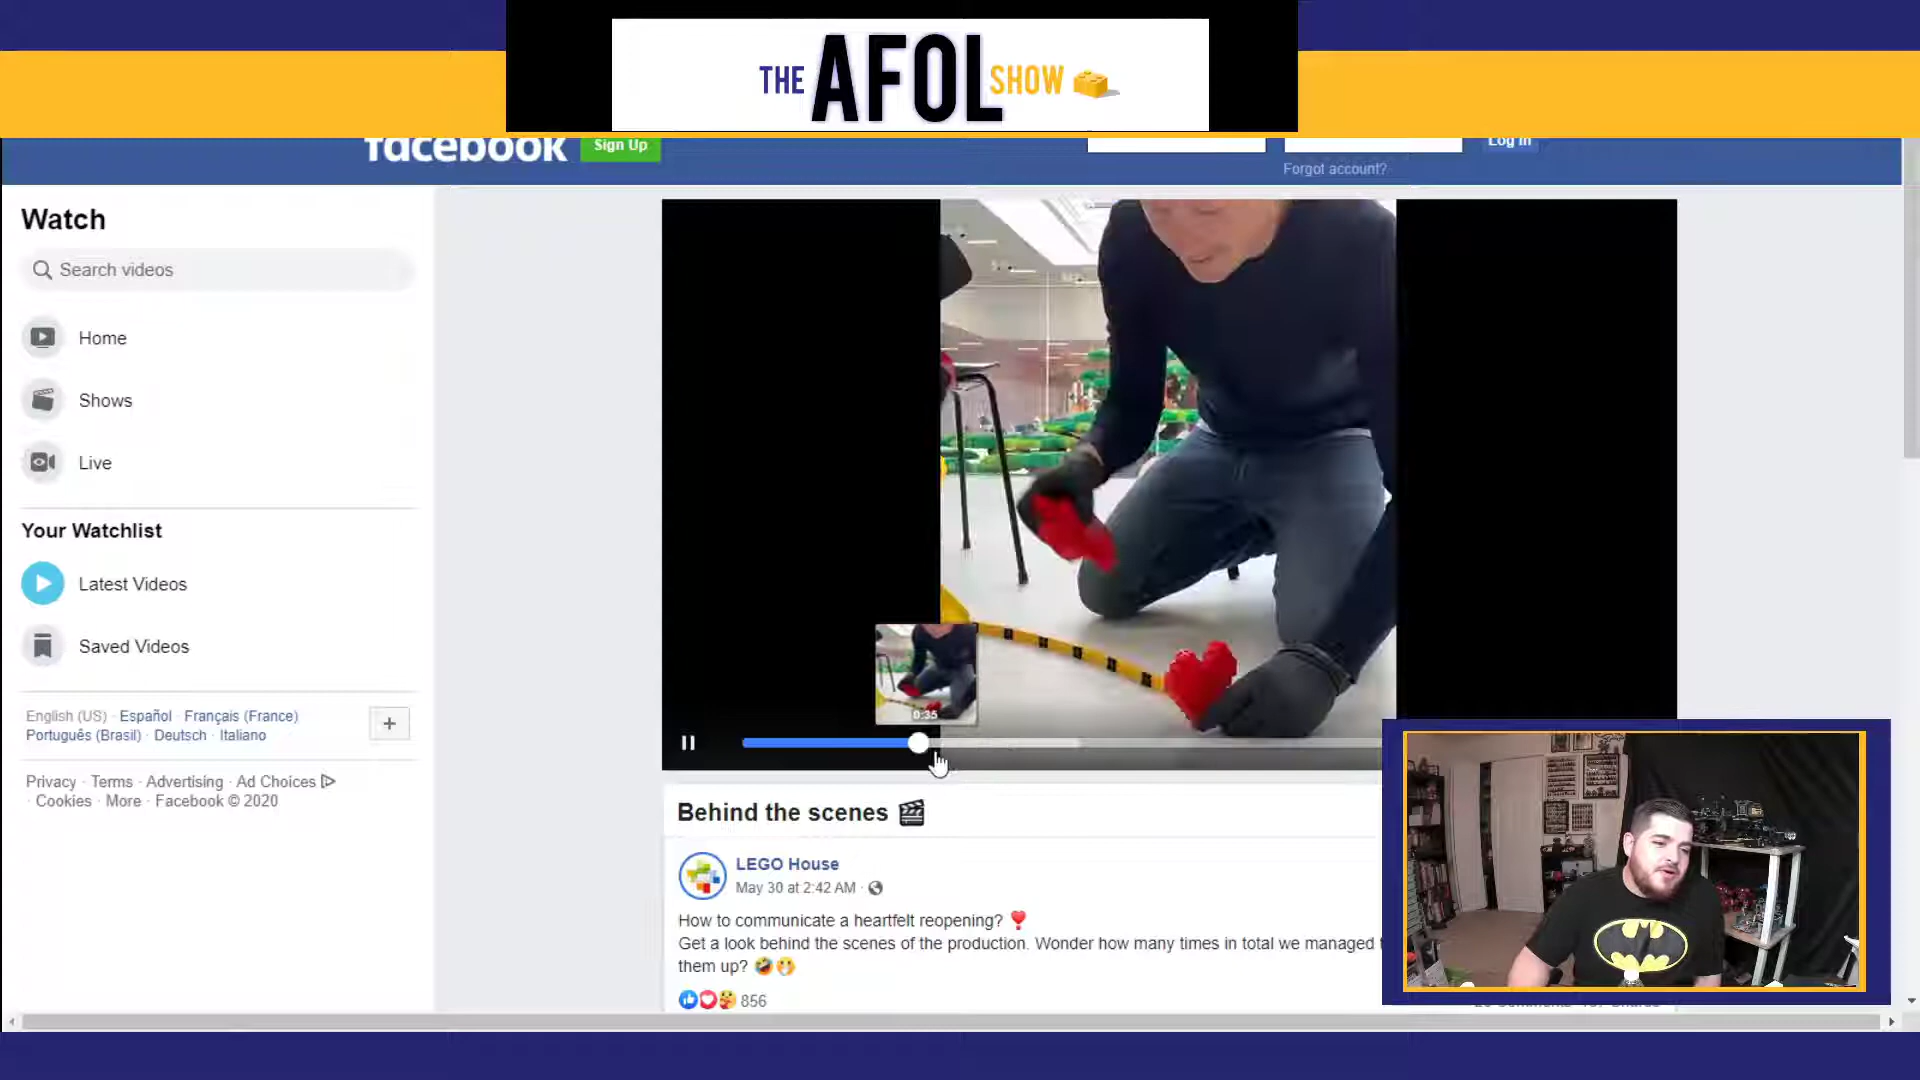 THE AFOL SHOW
facebook
Sign Up
Log In
Forgot account?
Watch
Search videos
Home
Shows
Live
Your Watchlist
Latest Videos
Saved Videos
English (US) · Español · Français (France)
Português (Brasil) · Deutsch · Italiano
+
Privacy · Terms · Advertising · Ad Choices
· Cookies · More · Facebook © 2020
0:35
Behind the scenes 🎬
LEGO House
May 30 at 2:42 AM ·
How to communicate a heartfelt reopening? ❣️
Get a look behind the scenes of the production. Wonder how many times in total we managed
them up? 🤣😷
856